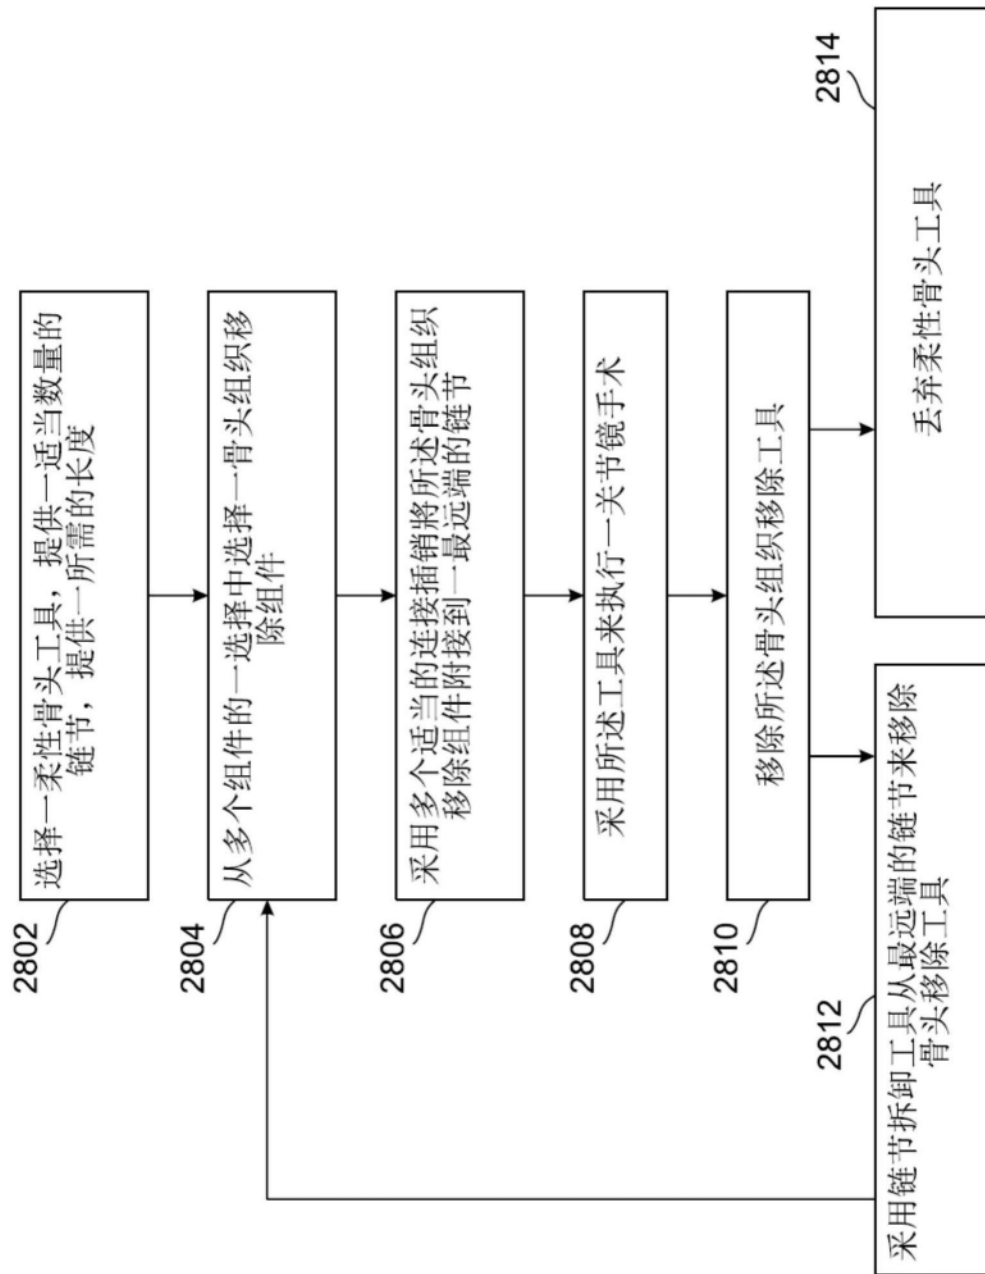 选择一柔性骨头工具，提供一适当数量的
链节，提供一所需的长度
2802
从多个组件的一选择中选择一骨头组织移
除组件
2804
采用多个适当的连接插销將所述骨头组织
移除组件附接到一最远端的链节
2806
采用所述工具来执行一关节镜手术
2808
移除所述骨头组织移除工具
2810
采用链节拆卸工具从最远端的链节来移除
骨头移除工具
2812
丢弃柔性骨头工具
2814